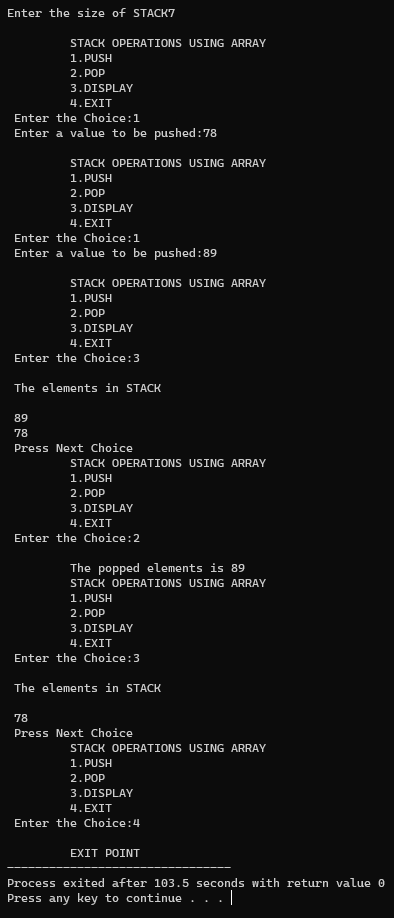 Enter the size of STACK7
STACK OPERATIONS USING ARRAY
1.PUSH
2.POP
3.DISPLAY
4.EXIT
Enter the Choice:1
Enter a value to be pushed:78
STACK OPERATIONS USING ARRAY
1.PUSH
2.POP
3.DISPLAY
4.EXIT
Enter the Choice:1
Enter a value to be pushed:89
STACK OPERATIONS USING ARRAY
1.PUSH
2.POP
3.DISPLAY
4.EXIT
Enter the Choice:3
The elements in STACK
89
78
Press Next Choice
STACK OPERATIONS USING ARRAY
1.PUSH
2.POP
3.DISPLAY
4.EXIT
Enter the Choice:2
The popped elements is 89
STACK OPERATIONS USING ARRAY
1.PUSH
2.POP
3.DISPLAY
4.EXIT
Enter the Choice:3
The elements in STACK
78
Press Next Choice
STACK OPERATIONS USING ARRAY
1.PUSH
2.POP
3.DISPLAY
4.EXIT
Enter the Choice:4
EXIT POINT
--------------------------------
Process exited after 103.5 seconds with return value 0
Press any key to continue . . .